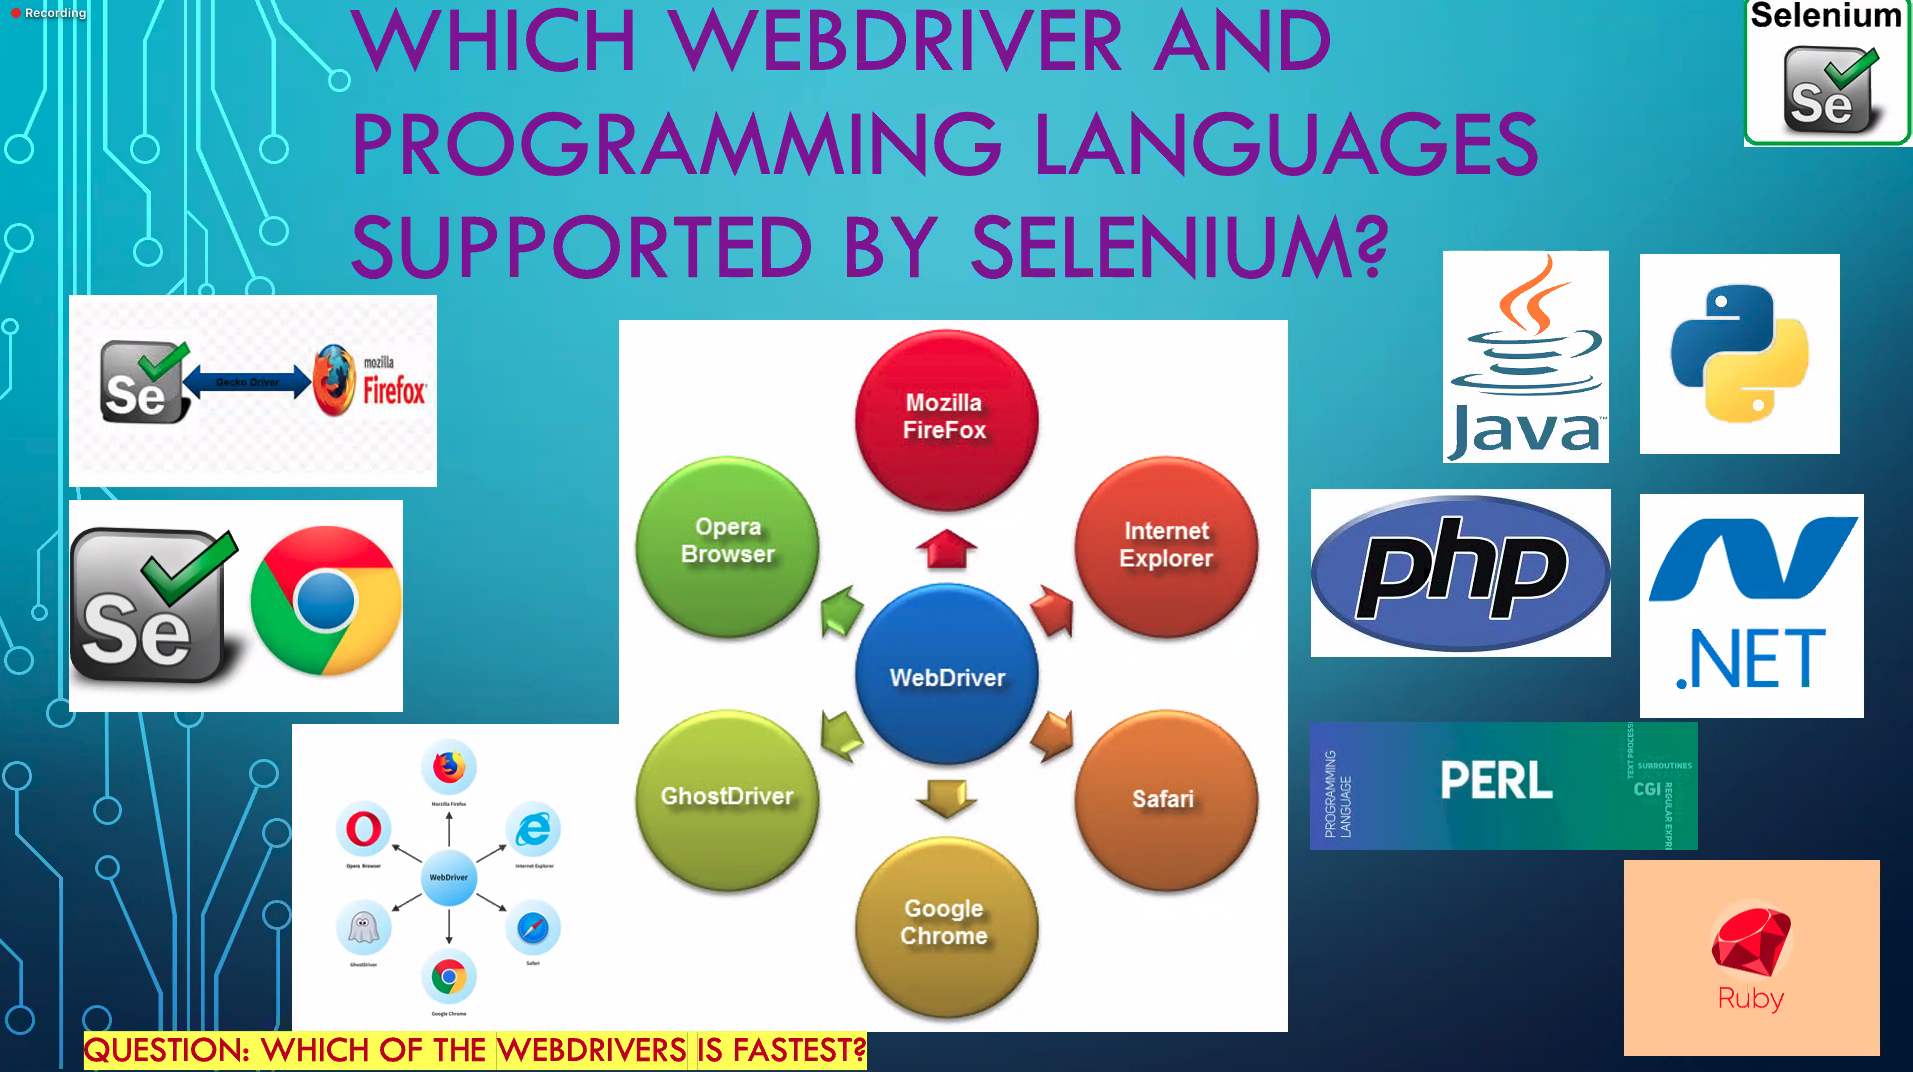 Recording
WHICH WEBDRIVER AND
PROGRAMMING LANGUAGES
SUPPORTED BY SELENIUM?
Selenium
Se
Se
Gecko Driver
mozilla
Firefox
Se
Mozilla
FireFox
Opera
Browser
Internet
Explorer
WebDriver
GhostDriver
Safari
Google
Chrome
Mozilla Firefox
Opera Browser
Internet Explorer
WebDriver
GhostDriver
Safari
Google Chrome
Java™
php
.NET
PROGRAMMING
LANGUAGE
PERL
TEXT PROCESSI
SUBROUTINES
CGI
REGULAR EXPRE
Ruby
QUESTION: WHICH OF THE WEBDRIVERS IS FASTEST?